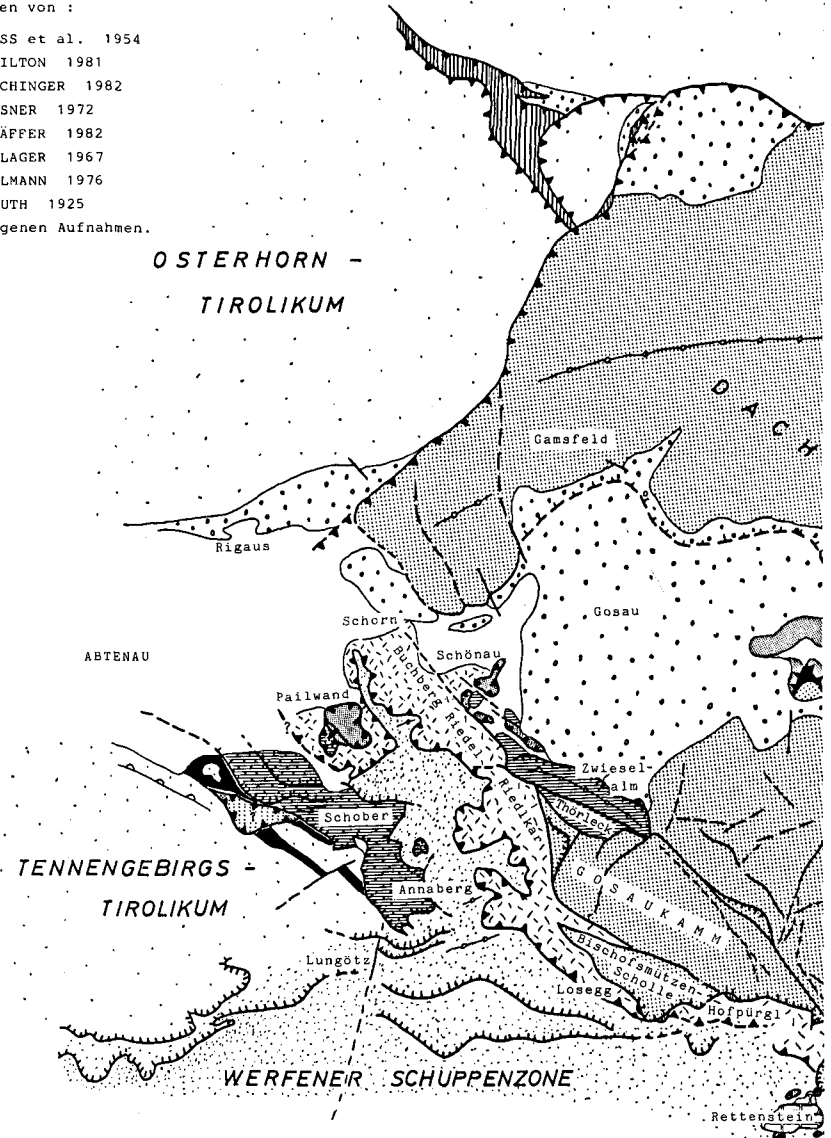 en von :
SS et al. 1954
ILTON 1981
CHINGER 1982
SNER 1972
ÄFFER 1982
LAGER 1967
LMANN 1976
UTH 1925
genen Aufnahmen.
OSTERHORN -
TIROLIKUM
DACH
Gamsfeld
Rigaus
Gosau
Schorn
ABTENAU
Schönau
Buchberg Riedel
Pailwand
Zwiesel-
alm
Riedlkar
Thörleck
Schober
TENNENGEBIRGS -
TIROLIKUM
Annaberg
GOSAUKAMM
Bischofsmützen-
Scholle
Lungötz
Losegg
Hofpürgl
WERFENER SCHUPPENZONE
Rettenstein